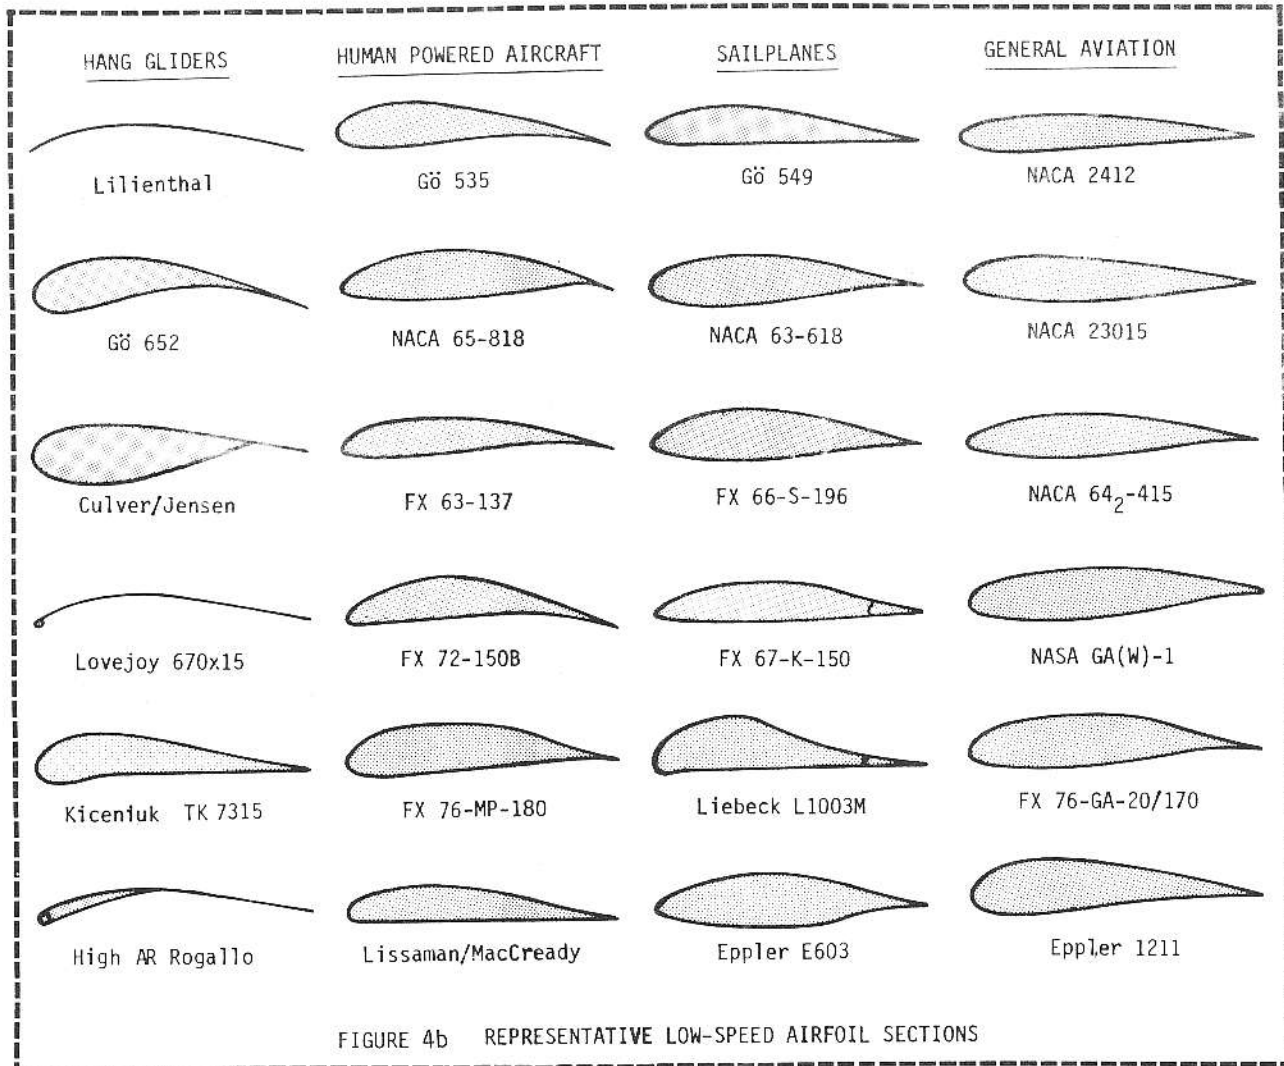 HANG GLIDERS HUMAN POWERED AIRCRAFT SAILPLANES GENERAL AVIATION
Lilienthal Gö 535 Gö 549 NACA 2412
Gö 652 NACA 65-818 NACA 63-618 NACA 23015
Culver/Jensen FX 63-137 FX 66-S-196 NACA 64₂-415
Lovejoy 670x15 FX 72-150B FX 67-K-150 NASA GA(W)-1
Kiceniuk TK 7315 FX 76-MP-180 Liebeck L1003M FX 76-GA-20/170
High AR Rogallo Lissaman/MacCready Eppler E603 Eppler 1211
FIGURE 4b REPRESENTATIVE LOW-SPEED AIRFOIL SECTIONS